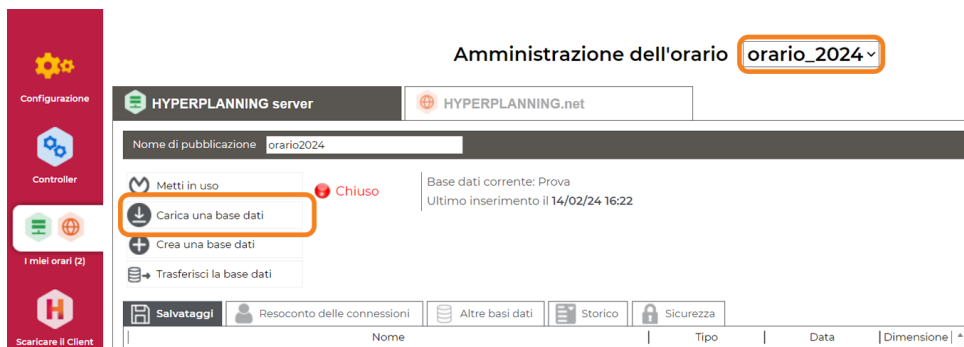 Amministrazione dell'orario orario_2024
Configurazione
HYPERPLANNING server HYPERPLANNING.net
Nome di pubblicazione orario2024
Controller
Metti in uso Chiuso Base dati corrente: Prova
Ultimo inserimento il 14/02/24 16:22
Carica una base dati
Crea una base dati
I miei orari (2)
Trasferisci la base dati
Salvataggi Resoconto delle connessioni Altre basi dati Storico Sicurezza
Nome Tipo Data Dimensione
Scaricare il Client